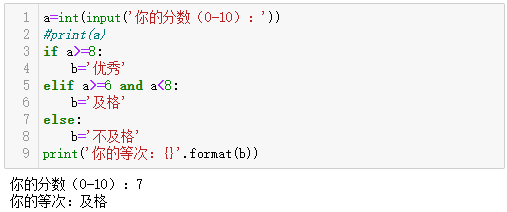 1 a=int(input('你的分数（0-10）：'))
2 #print(a)
3 if a>=8:
4     b='优秀'
5 elif a>=6 and a<8:
6     b='及格'
7 else:
8     b='不及格'
9 print('你的等次：{}'.format(b))
你的分数（0-10）：7
你的等次：及格